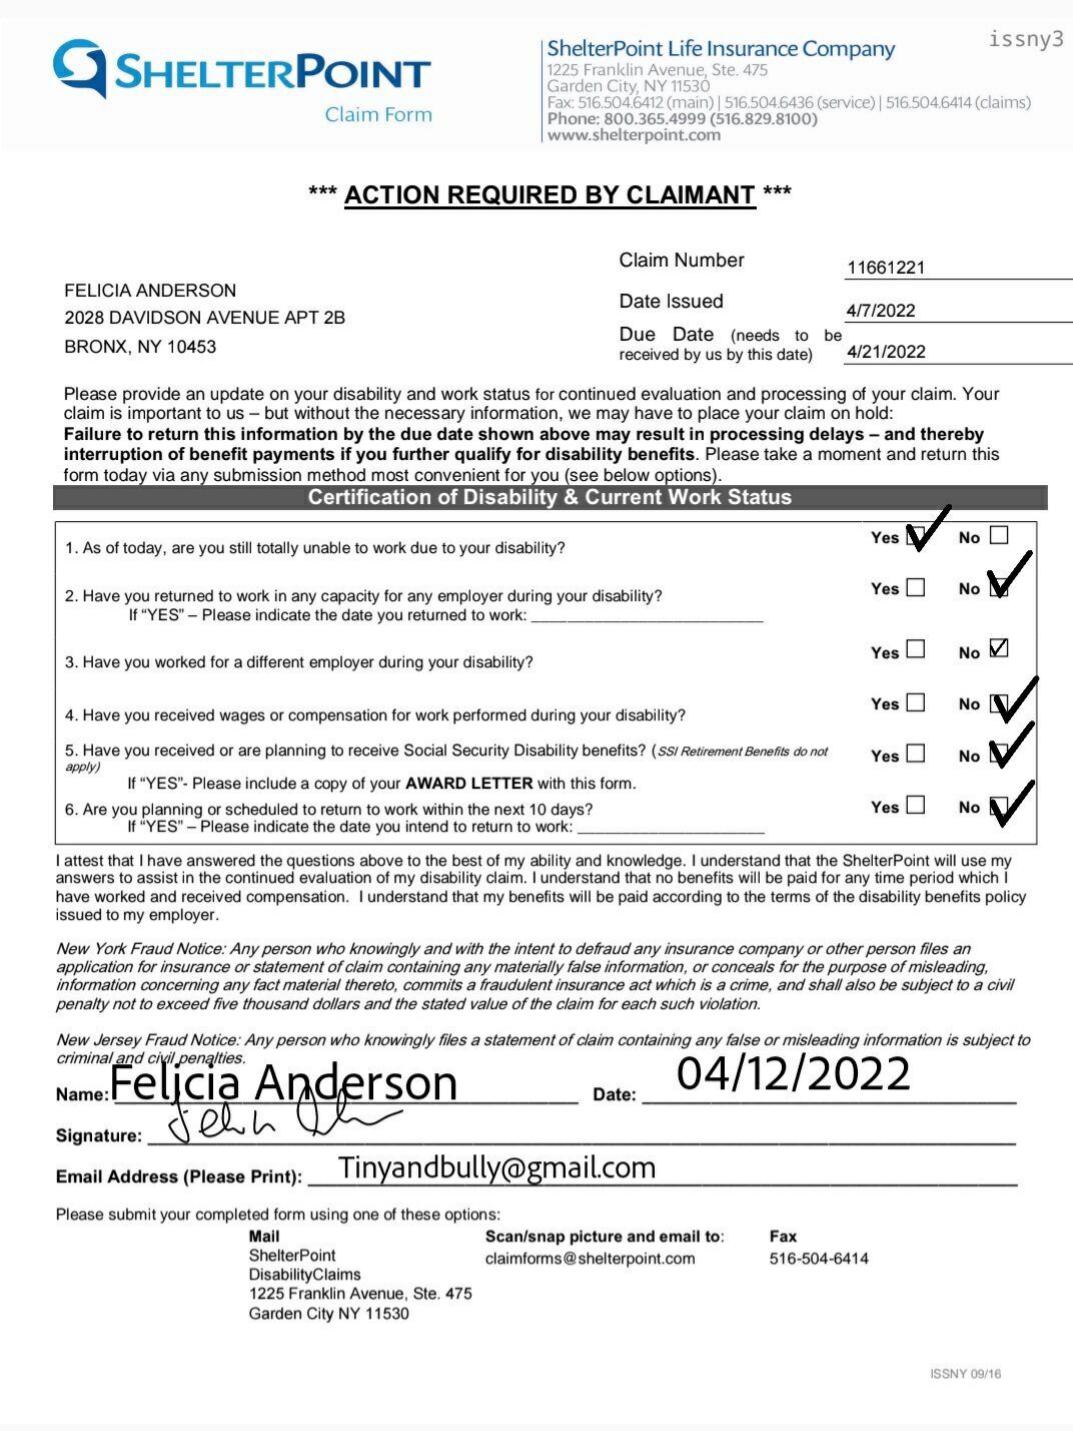 issny3
SHELTERPOINT
Claim Form
ShelterPoint Life Insurance Company
1225 Franklin Avenue, Ste. 475
Garden City, NY 11530
Fax: 516.504.6412 (main) | 516.504.6436 (service) | 516.504.6414 (claims)
Phone: 800.365.4999 (516.829.8100)
www.shelterpoint.com
*** ACTION REQUIRED BY CLAIMANT ***
FELICIA ANDERSON
2028 DAVIDSON AVENUE APT 2B
BRONX, NY 10453
Claim Number 11661221
Date Issued 4/7/2022
Due Date (needs to be
received by us by this date) 4/21/2022
Please provide an update on your disability and work status for continued evaluation and processing of your claim. Your
claim is important to us – but without the necessary information, we may have to place your claim on hold:
Failure to return this information by the due date shown above may result in processing delays – and thereby
interruption of benefit payments if you further qualify for disability benefits. Please take a moment and return this
form today via any submission method most convenient for you (see below options).
Certification of Disability & Current Work Status
1. As of today, are you still totally unable to work due to your disability? Yes No
2. Have you returned to work in any capacity for any employer during your disability? Yes No
If “YES” – Please indicate the date you returned to work:
3. Have you worked for a different employer during your disability? Yes No
4. Have you received wages or compensation for work performed during your disability? Yes No
5. Have you received or are planning to receive Social Security Disability benefits? (SSI Retirement Benefits do not Yes No
apply)
If “YES”- Please include a copy of your AWARD LETTER with this form.
6. Are you planning or scheduled to return to work within the next 10 days? Yes No
If “YES” – Please indicate the date you intend to return to work:
I attest that I have answered the questions above to the best of my ability and knowledge. I understand that the ShelterPoint will use my
answers to assist in the continued evaluation of my disability claim. I understand that no benefits will be paid for any time period which I
have worked and received compensation. I understand that my benefits will be paid according to the terms of the disability benefits policy
issued to my employer.
New York Fraud Notice: Any person who knowingly and with the intent to defraud any insurance company or other person files an
application for insurance or statement of claim containing any materially false information, or conceals for the purpose of misleading,
information concerning any fact material thereto, commits a fraudulent insurance act which is a crime, and shall also be subject to a civil
penalty not to exceed five thousand dollars and the stated value of the claim for each such violation.
New Jersey Fraud Notice: Any person who knowingly files a statement of claim containing any false or misleading information is subject to
criminal and civil penalties.
Name: Felicia Anderson Date: 04/12/2022
Signature:
Email Address (Please Print): Tinyandbully@gmail.com
Please submit your completed form using one of these options:
Mail
ShelterPoint
DisabilityClaims
1225 Franklin Avenue, Ste. 475
Garden City NY 11530
Scan/snap picture and email to:
claimforms@shelterpoint.com
Fax
516-504-6414
ISSNY 09/16